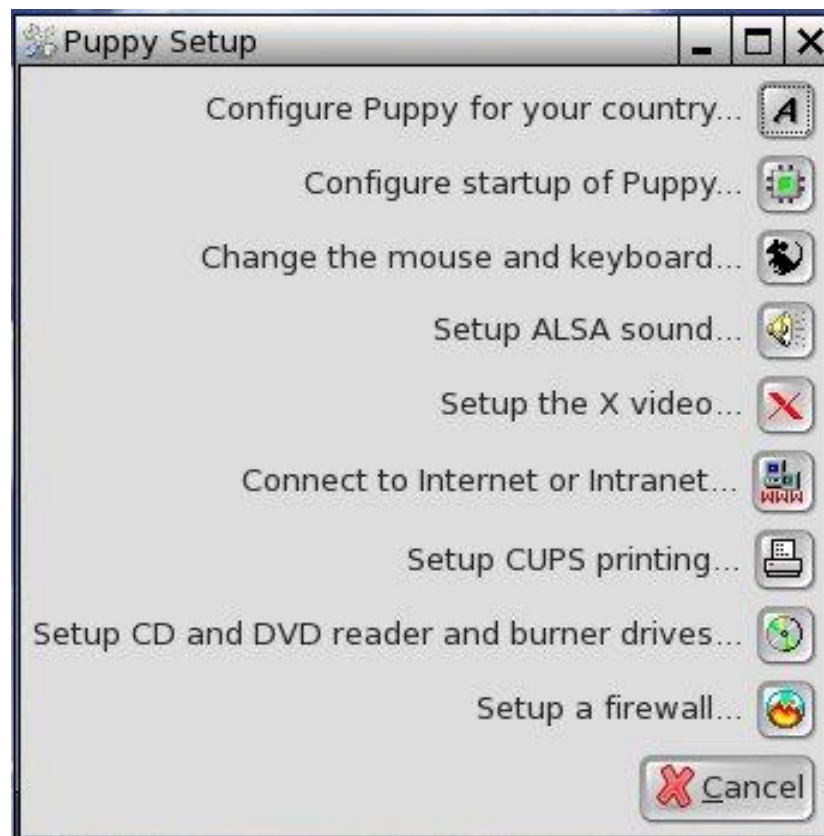 Puppy Setup
Configure Puppy for your country...
A
Configure startup of Puppy...
Change the mouse and keyboard...
Setup ALSA sound...
Setup the X video...
X
Connect to Internet or Intranet...
WWW
Setup CUPS printing...
Setup CD and DVD reader and burner drives...
Setup a firewall...
Cancel